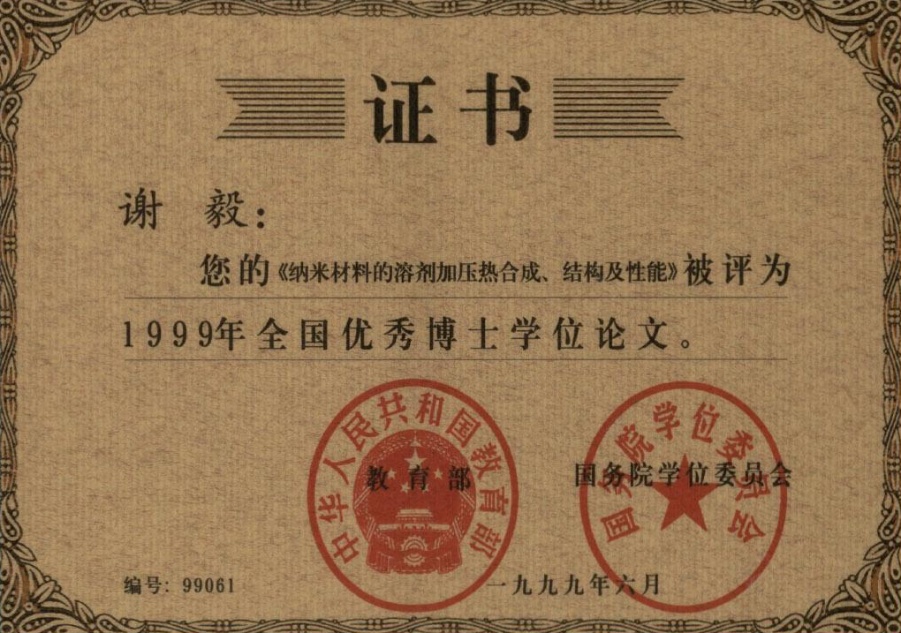 证书
谢 毅：
您的《纳米材料的溶剂加压热合成、结构及性能》被评为
1999年全国优秀博士学位论文。
中华人民共和国教育部
国务院学位委员会
教育部
国务院学位委员会
编号：99061
一九九九年六月